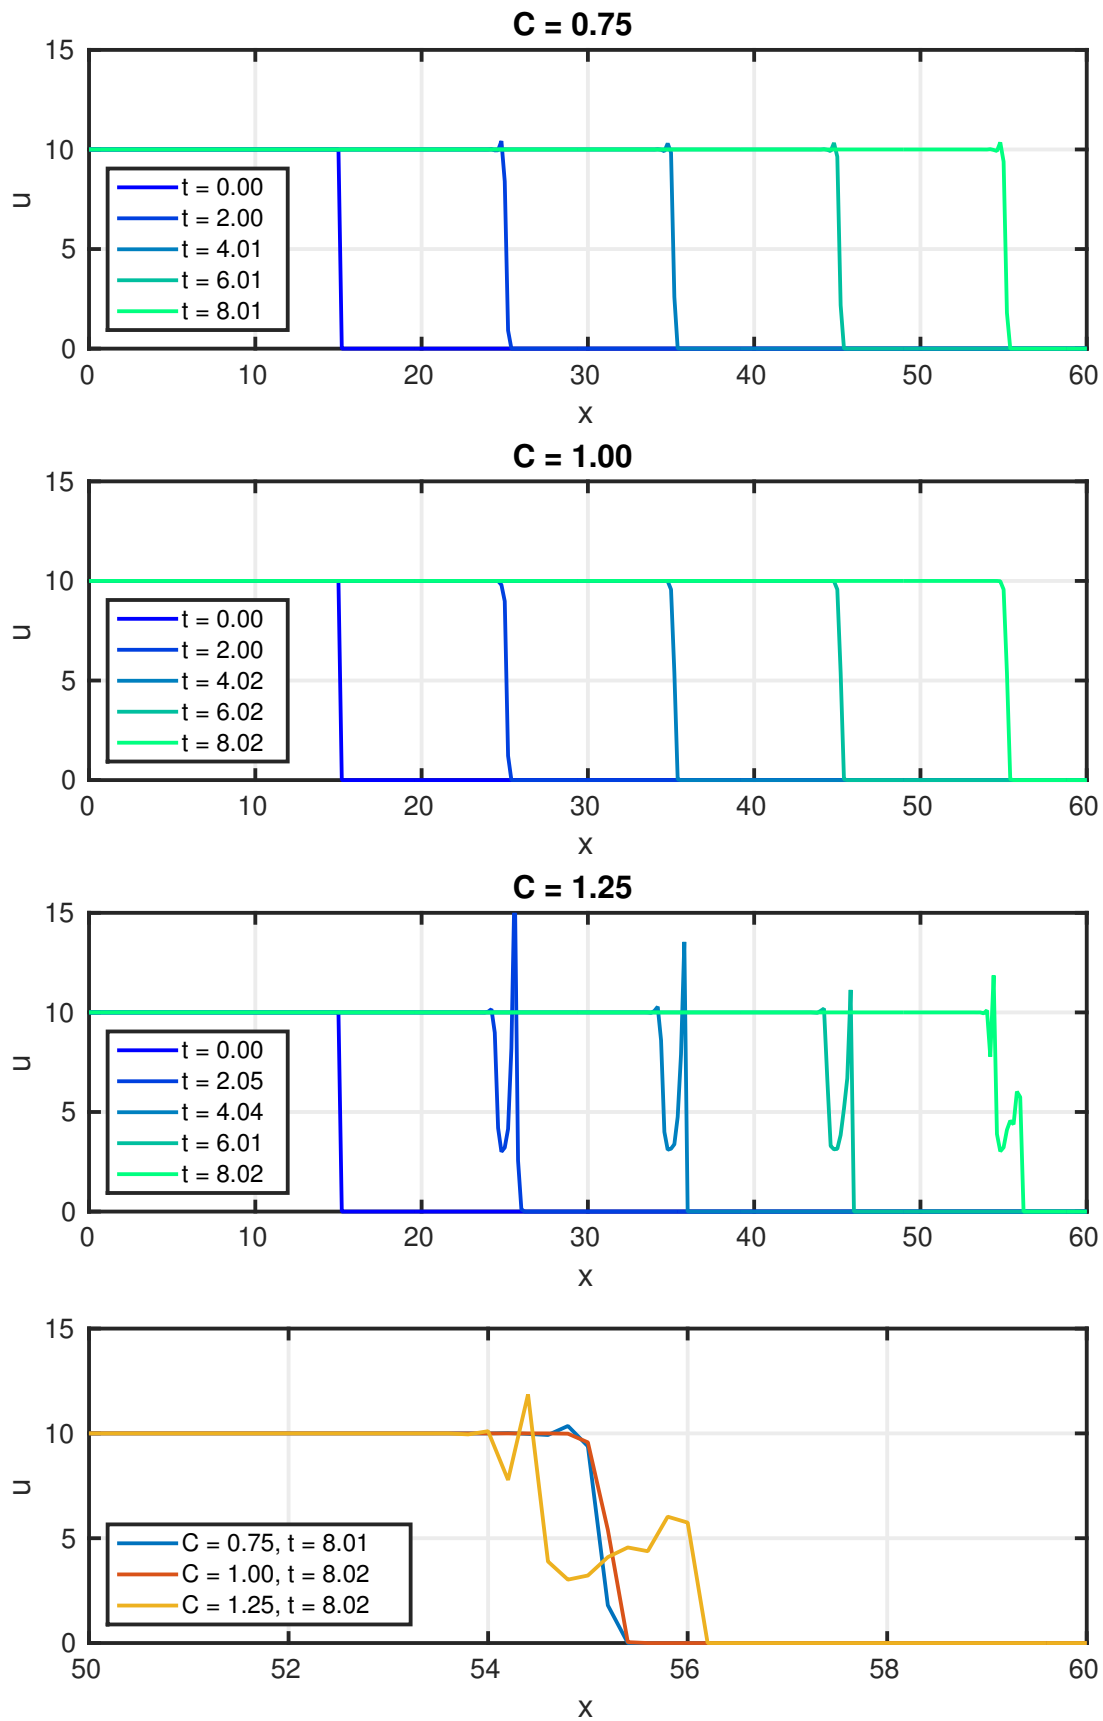 C = 0.75
15
10
5
0
u
t = 0.00
t = 2.00
t = 4.01
t = 6.01
t = 8.01
0 10 20 30 40 50 60
x
C = 1.00
15
10
5
0
u
t = 0.00
t = 2.00
t = 4.02
t = 6.02
t = 8.02
0 10 20 30 40 50 60
x
C = 1.25
15
10
5
0
u
t = 0.00
t = 2.05
t = 4.04
t = 6.01
t = 8.02
0 10 20 30 40 50 60
x
15
10
5
0
u
C = 0.75, t = 8.01
C = 1.00, t = 8.02
C = 1.25, t = 8.02
50 52 54 56 58 60
x